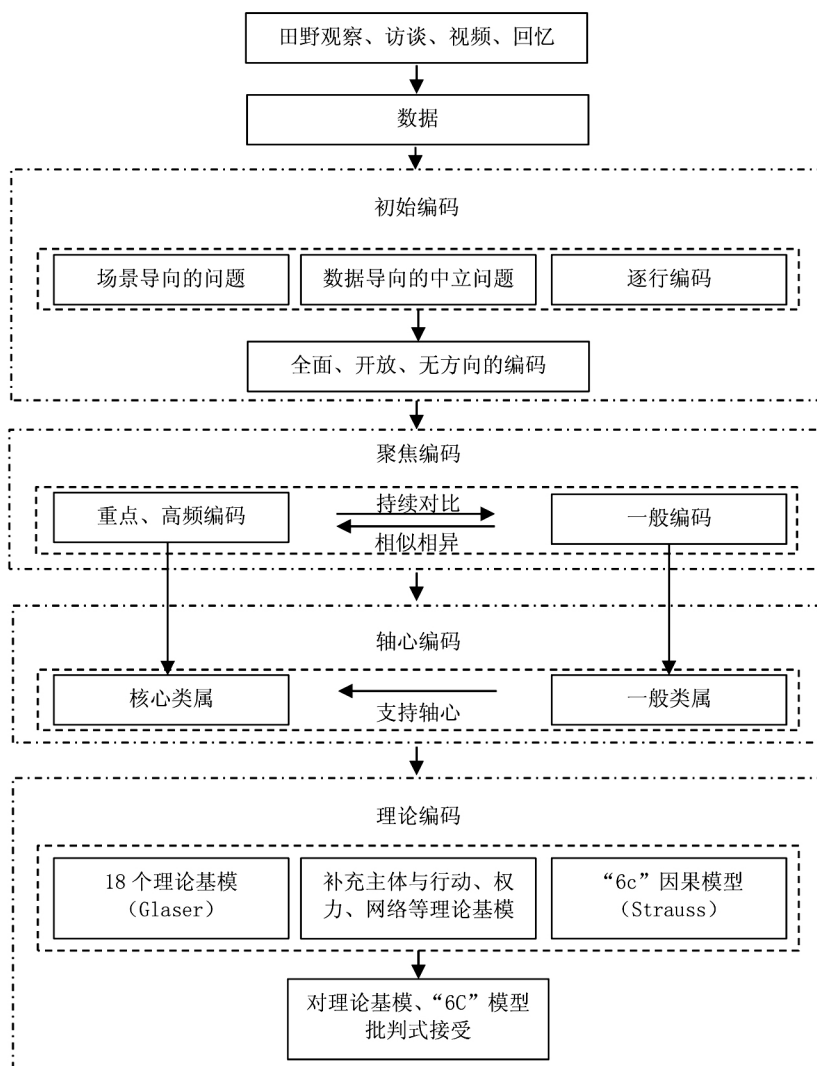 田野观察、访谈、视频、回忆
数据
初始编码
场景导向的问题
数据导向的中立问题
逐行编码
全面、开放、无方向的编码
聚焦编码
重点、高频编码
持续对比
相似相异
一般编码
轴心编码
核心类属
支持轴心
一般类属
理论编码
18 个理论基模
（Glaser）
补充主体与行动、权
力、网络等理论基模
“6c”因果模型
（Strauss）
对理论基模、“6C”模型
批判式接受